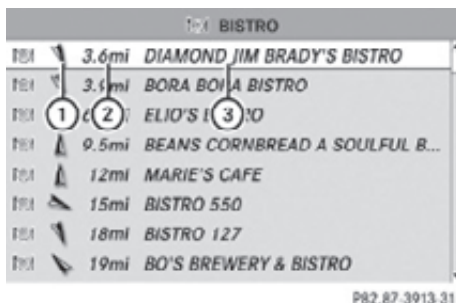 BISTRO
3.6mi DIAMOND JIM BRADY'S BISTRO
BORA BISTRO
ELIO'S
1 2 3
9.5mi BEANS CORNBREAD A SOULFUL B...
12mi MARIE'S CAFE
15mi BISTRO 550
18mi BISTRO 127
19mi BO'S BREWERY & BISTRO
P82.87-3913-31